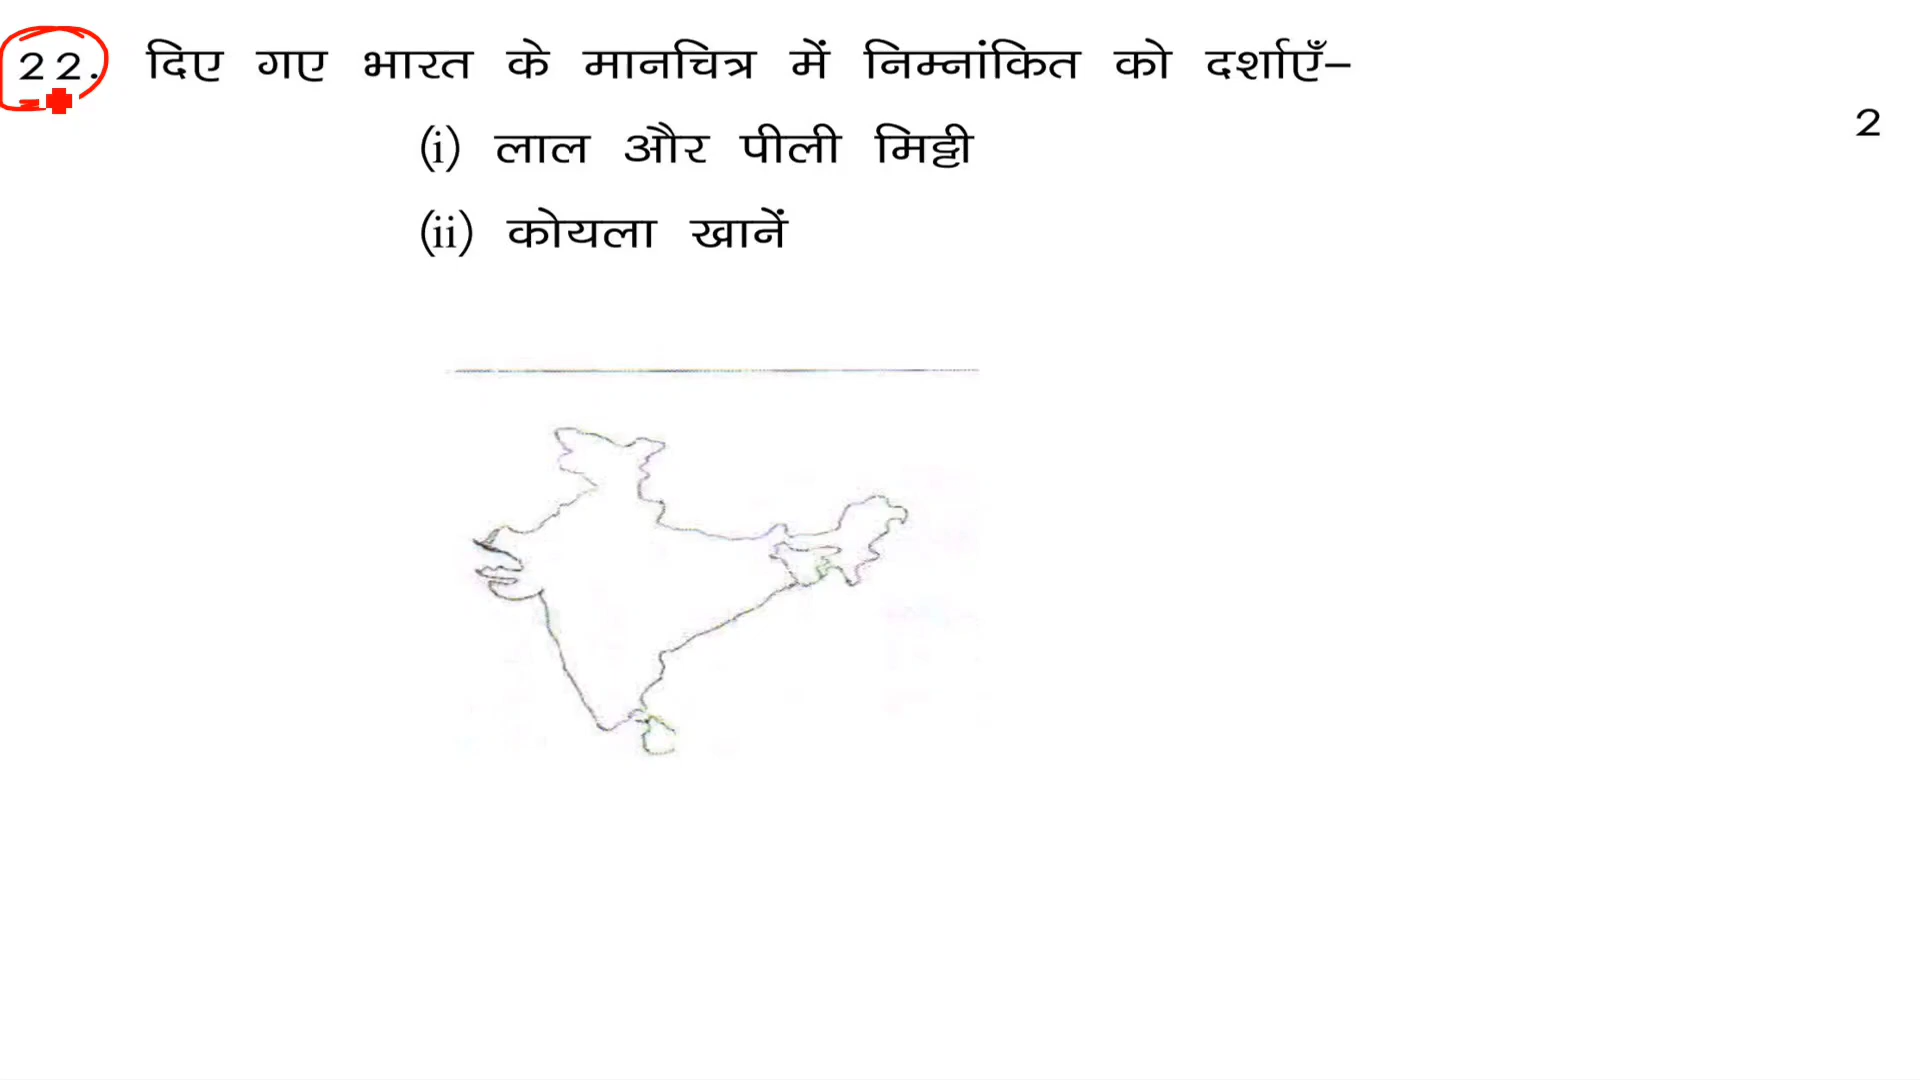 22. दिए गए भारत के मानचित्र में निम्नांकित को दर्शाएँ–
2
(i) लाल और पीली मिट्टी
(ii) कोयला खानें